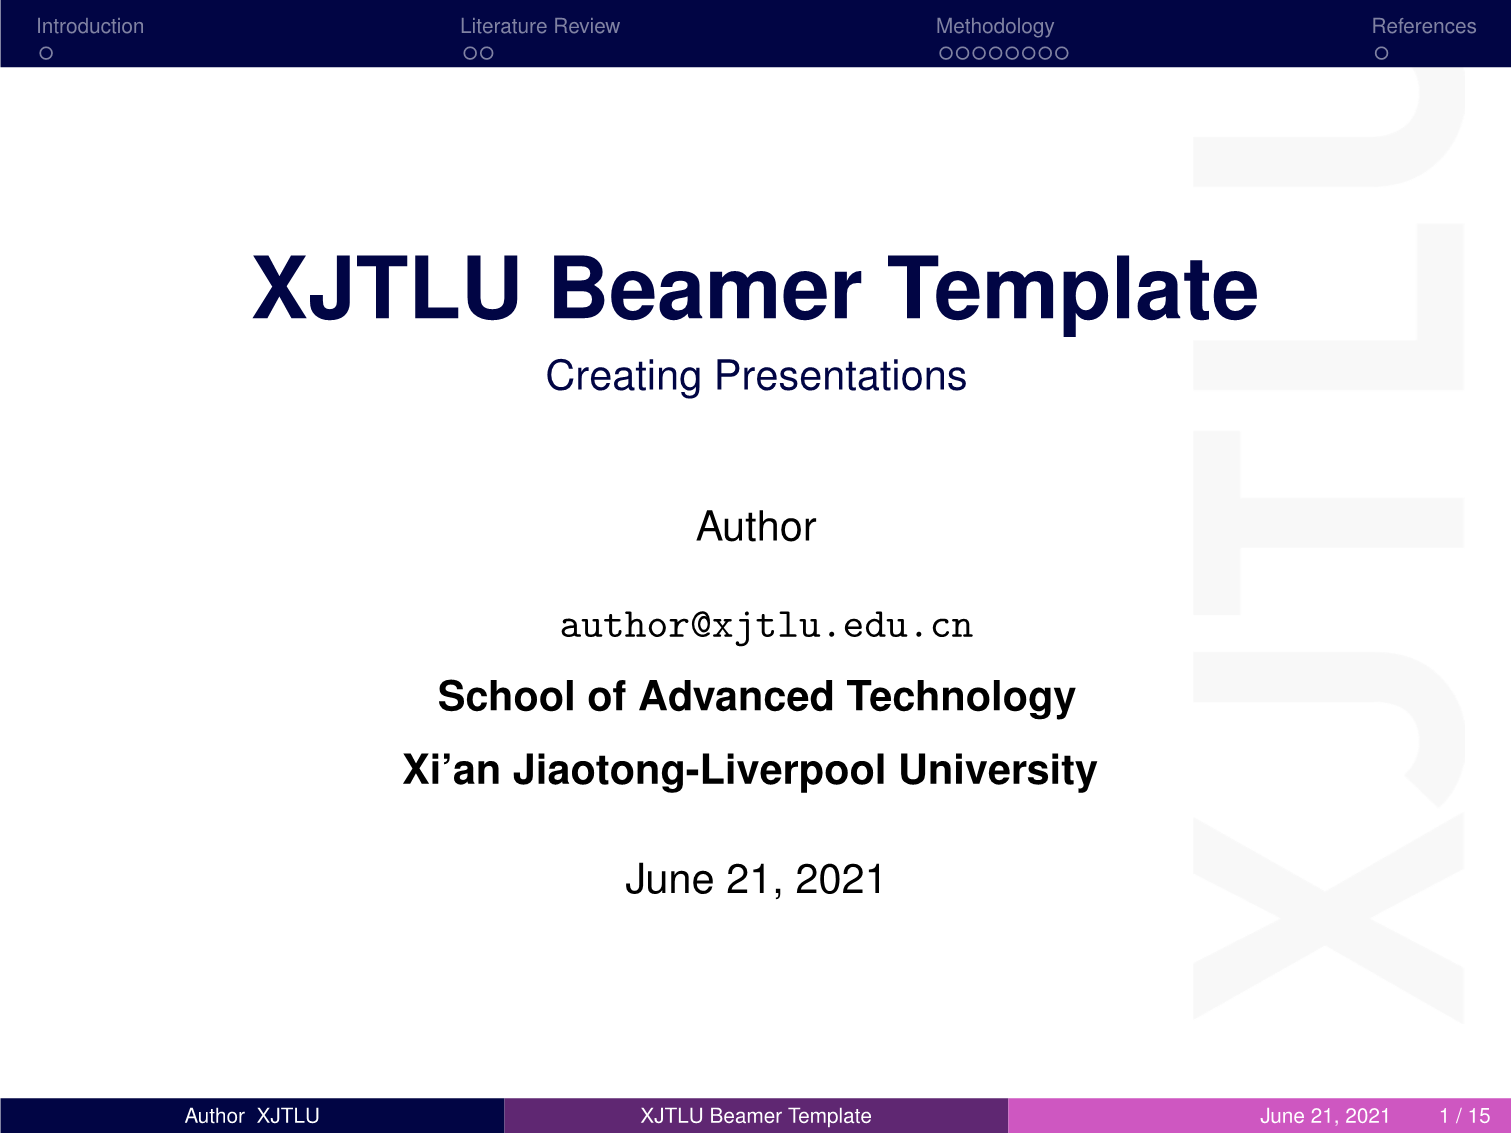 Introduction Literature Review Methodology References
XJTLU Beamer Template
Creating Presentations
Author
author@xjtlu.edu.cn
School of Advanced Technology
Xi’an Jiaotong-Liverpool University
June 21, 2021
XJTLU
Author XJTLU XJTLU Beamer Template June 21, 2021 1 / 15